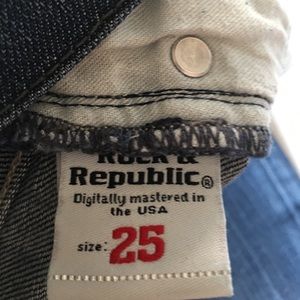 Rock &
Republic®
Digitally mastered in
the USA
size: 25